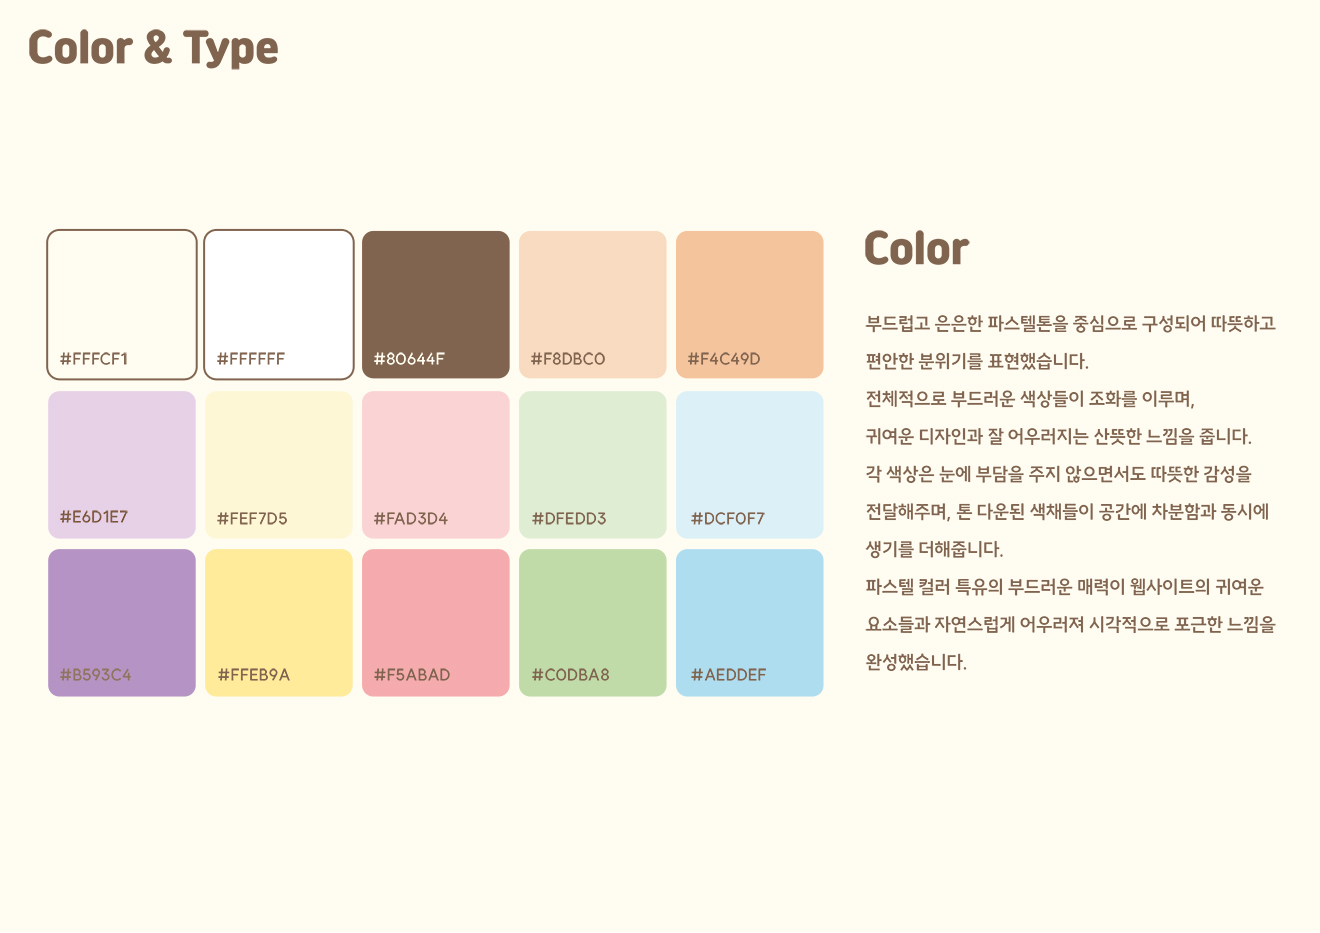 Color & Type
#FFFCF1
#FFFFFF
#80644F
#F8DBC0
#F4C49D
#E6D1E7
#FEF7D5
#FAD3D4
#DFEDD3
#DCF0F7
#B593C4
#FFEB9A
#F5ABAD
#C0DBA8
#AEDDEF
Color
부드럽고 은은한 파스텔톤을 중심으로 구성되어 따뜻하고
편안한 분위기를 표현했습니다.
전체적으로 부드러운 색상들이 조화를 이루며,
귀여운 디자인과 잘 어우러지는 산뜻한 느낌을 줍니다.
각 색상은 눈에 부담을 주지 않으면서도 따뜻한 감성을
전달해주며, 톤 다운된 색채들이 공간에 차분함과 동시에
생기를 더해줍니다.
파스텔 컬러 특유의 부드러운 매력이 웹사이트의 귀여운
요소들과 자연스럽게 어우러져 시각적으로 포근한 느낌을
완성했습니다.